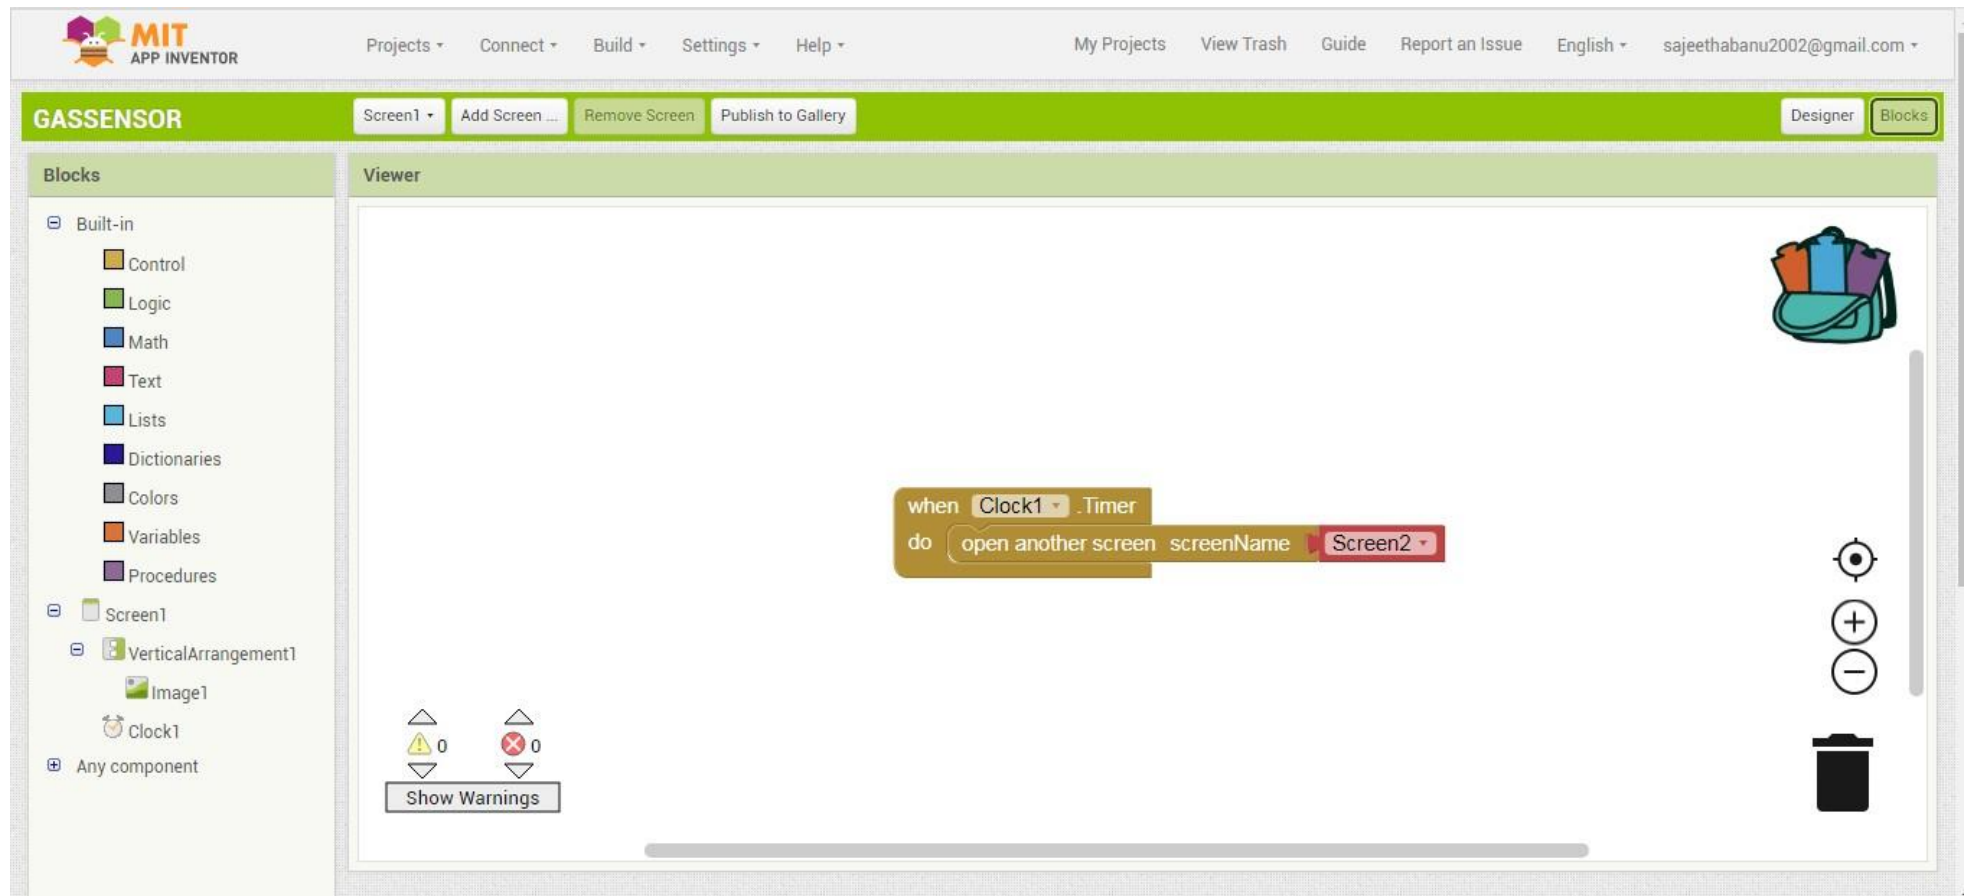 MIT
APP INVENTOR
Projects Connect Build Settings Help My Projects View Trash Guide Report an Issue English sajeethabanu2002@gmail.com
GASSENSOR Screen1 Add Screen ... Remove Screen Publish to Gallery Designer Blocks
Blocks
Viewer
Built-in
Control
Logic
Math
Text
Lists
Dictionaries
Colors
Variables
Procedures
Screen1
VerticalArrangement1
Image1
Clock1
Any component
when Clock1 .Timer
do open another screen screenName Screen2
0 0
Show Warnings